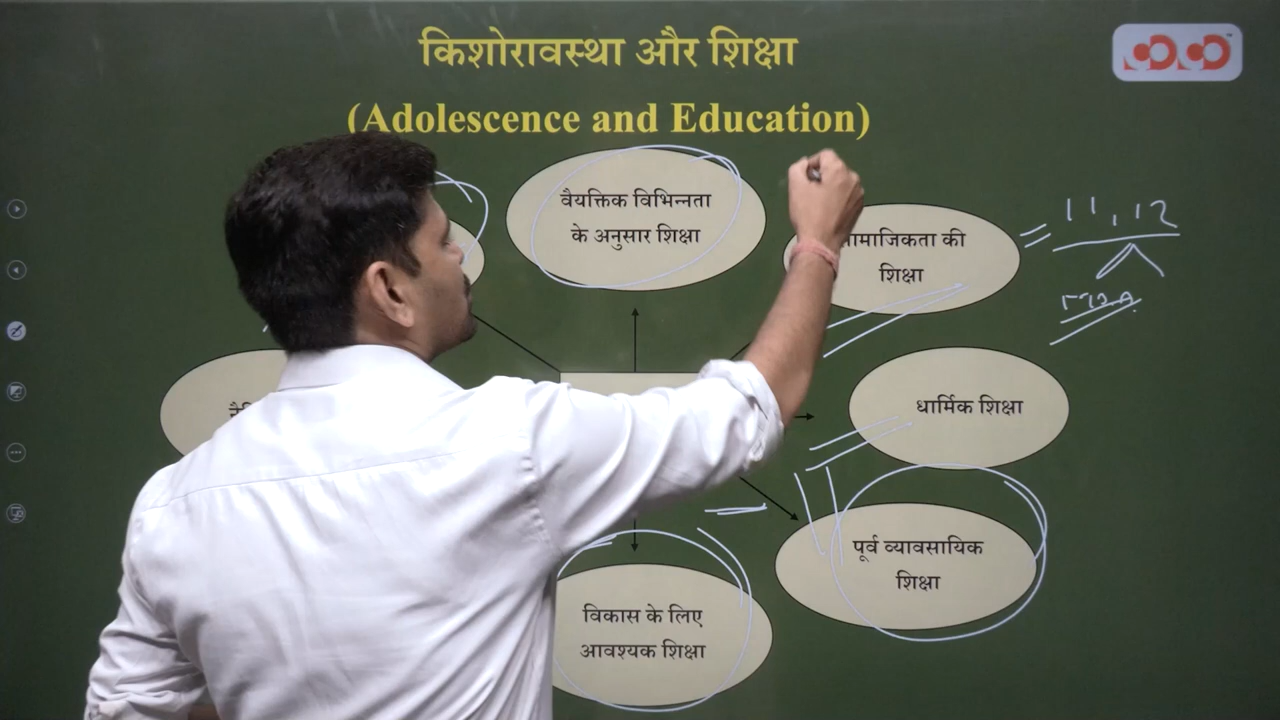 किशोरावस्था और शिक्षा
(Adolescence and Education)
वैयक्तिक विभिन्नता
के अनुसार शिक्षा
सामाजिकता की
शिक्षा
11, 12
धार्मिक शिक्षा
पूर्व व्यावसायिक
शिक्षा
विकास के लिए
आवश्यक शिक्षा